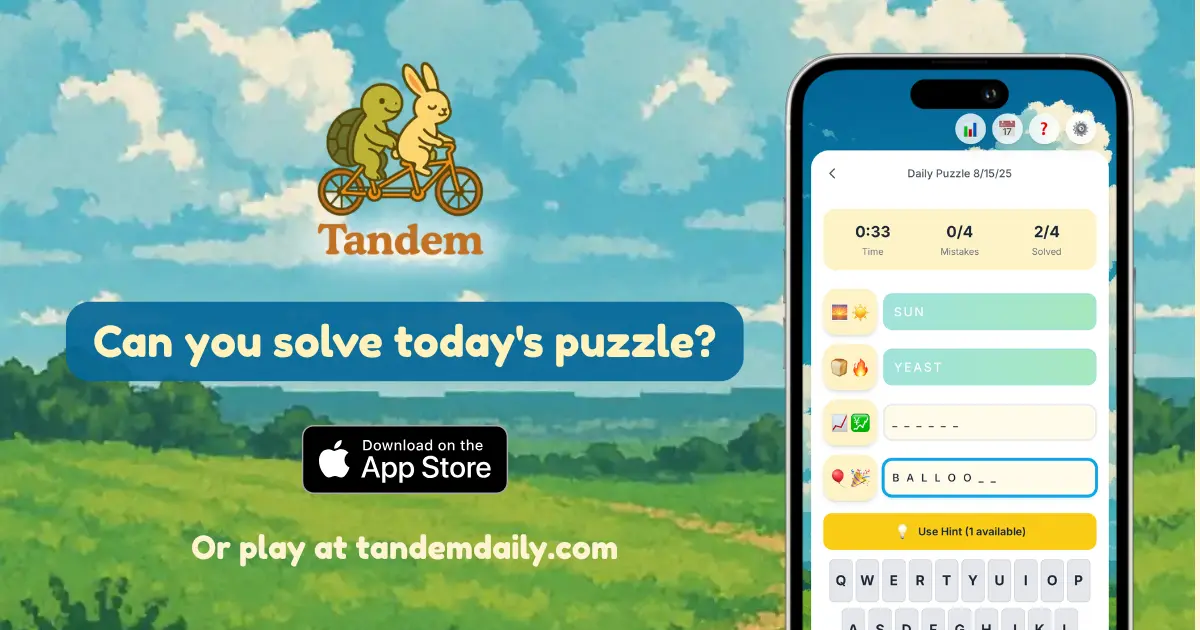 Tandem
Can you solve today's puzzle?
Download on the
App Store
Or play at tandemdaily.com
17
?
Daily Puzzle 8/15/25
0:33 0/4 2/4
Time Mistakes Solved
SUN
YEAST
_ _ _ _ _ _
B A L L O O _ _
Use Hint (1 available)
Q W E R T Y U I O P
A S D F G H J K L